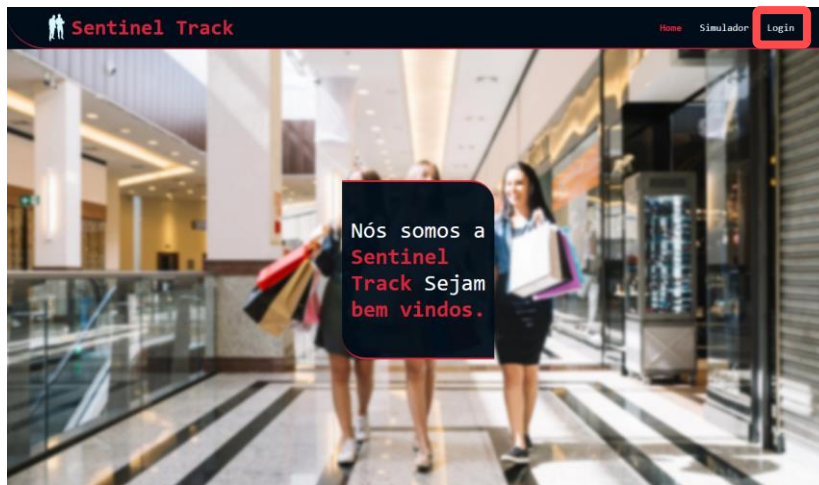 Sentinel Track
Home Simulador Login
Nós somos a
Sentinel
Track Sejam
bem vindos.